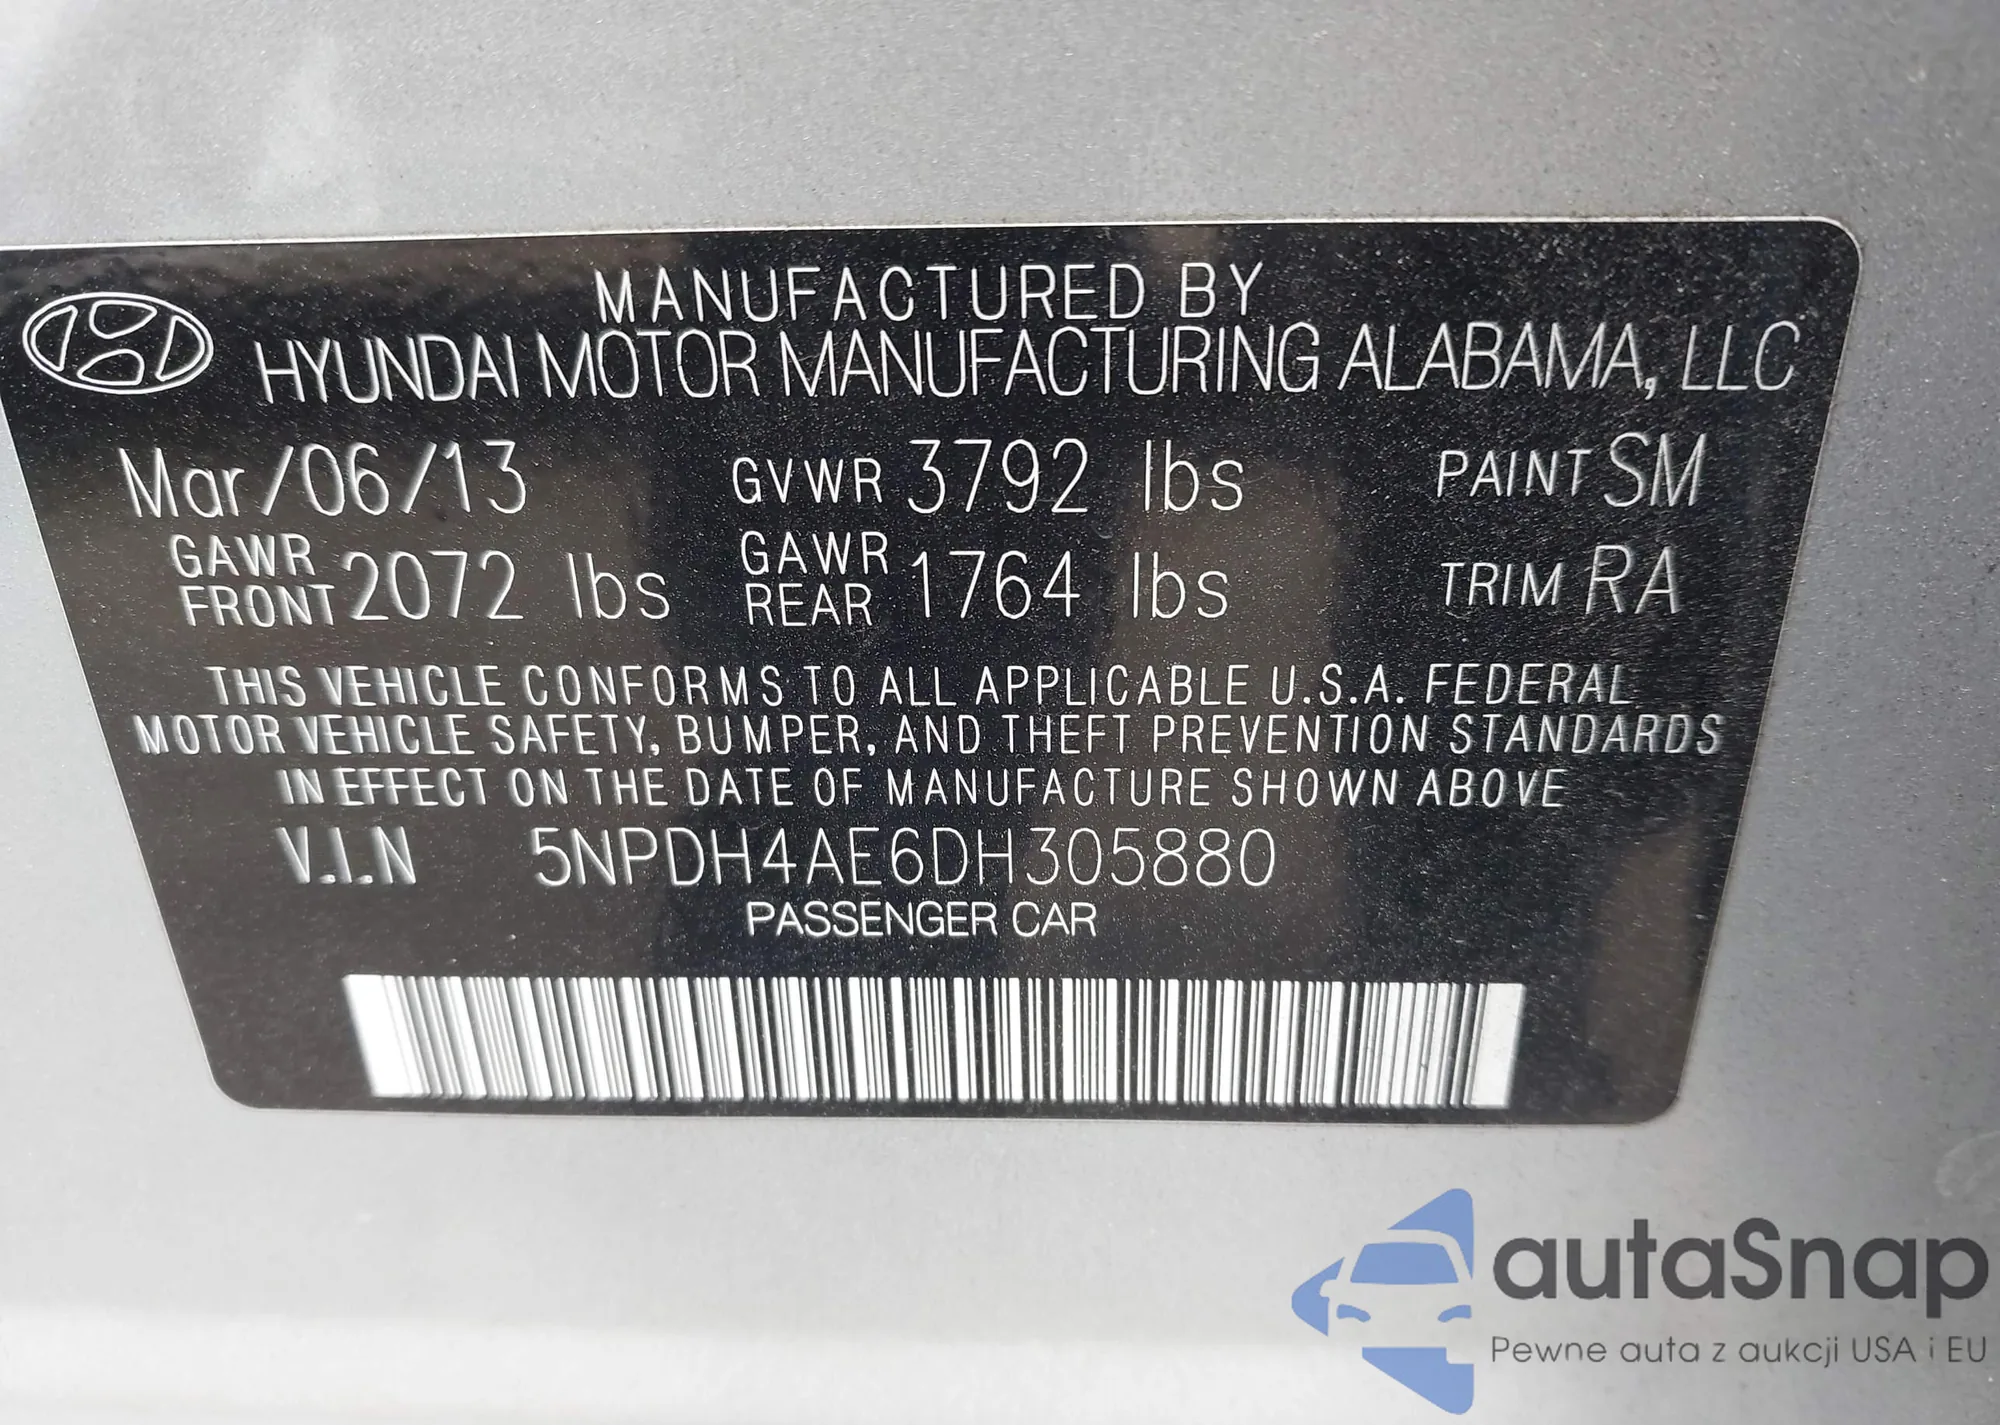 MANUFACTURED BY
HYUNDAI MOTOR MANUFACTURING ALABAMA, LLC
Mar/06/13 GVWR 3792 lbs PAINT SM
GAWR FRONT 2072 lbs GAWR REAR 1764 lbs TRIM RA
THIS VEHICLE CONFORMS TO ALL APPLICABLE U.S.A. FEDERAL
MOTOR VEHICLE SAFETY, BUMPER, AND THEFT PREVENTION STANDARDS
IN EFFECT ON THE DATE OF MANUFACTURE SHOWN ABOVE
V.I.N 5NPDH4AE6DH305880
PASSENGER CAR
autoSnap
Pewne auta z aukcji USA i EU